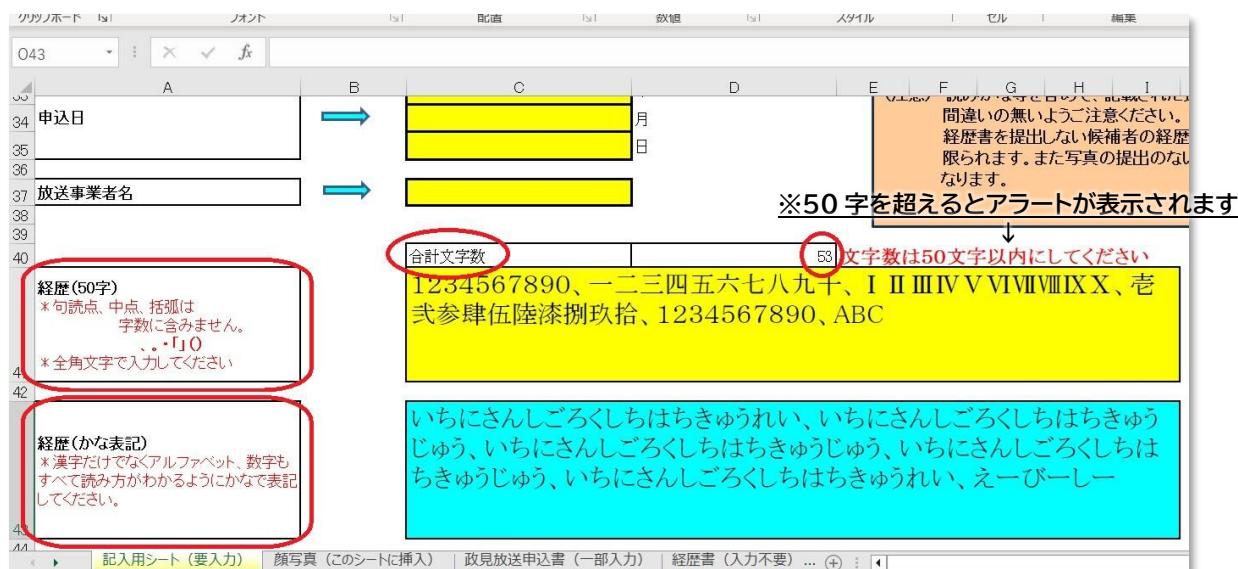 クリップボード フォント 配置 数値 スタイル セル 編集
O43 fx
A B C D E F G H I
33
34 申込日 月
35 日
36
37 放送事業者名
38
39
40 合計文字数 53 文字数は50文字以内にしてください
間違いの無いようご注意ください。
経歴書を提出しない候補者の経歴
限られます。また写真の提出のない
なります。
※50 字を超えるとアラートが表示されます
↓
経歴(50字)
*句読点、中点、括弧は
字数に含みません。
、。・「」()
*全角文字で入力してください
1234567890、一二三四五六七八九十、ⅠⅡⅢⅣⅤⅥⅦⅧⅨⅩ、壱
弐参肆伍陸漆捌玖拾、1234567890、ABC
42
経歴(かな表記)
*漢字だけでなくアルファベット、数字も
すべて読み方がわかるようにかなで表記
してください。
いちにさんしごろくしちはちきゅうれい、いちにさんしごろくしちはちきゅう
じゅう、いちにさんしごろくしちはちきゅうじゅう、いちにさんしごろくしちは
ちきゅうじゅう、いちにさんしごろくしちはちきゅうれい、えーびーしー
43
44
記入用シート(要入力) 顔写真(このシートに挿入) 政見放送申込書(一部入力) 経歴書(入力不要) ...